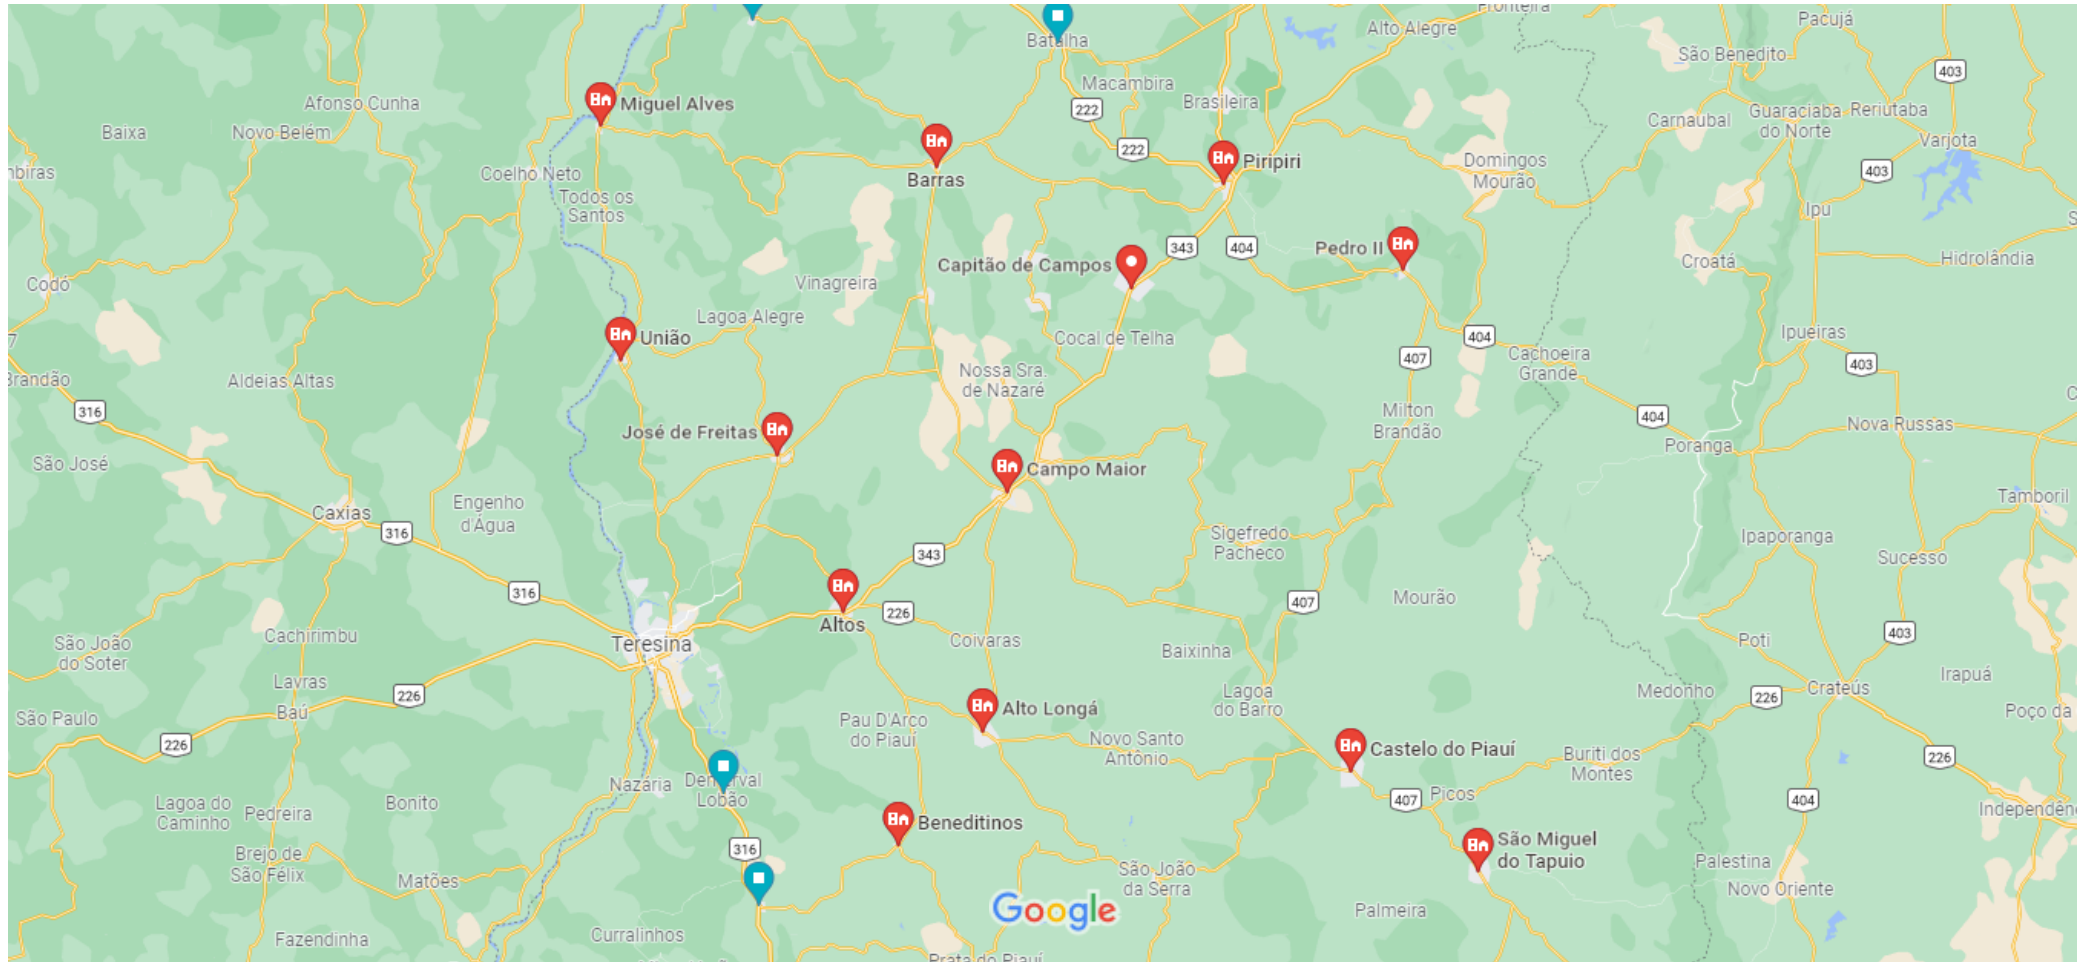 Fronteira
Pacujá
Alto Alegre
Batalha
São Benedito
403
Macambira
Miguel Alves
Afonso Cunha
Brasileira
222
Guaraciaba
do Norte
Reriutaba
Carnaubal
Baixa
Novo Belém
Varjota
222
Piripiri
Domingos
Mourão
403
Coelho Neto
Barras
Todos os
Santos
Ipu
343
404
Pedro II
Capitão de Campos
Croatá
Hidrolândia
Codó
Vinagreira
Lagoa Alegre
União
Cocal de Telha
404
Ipueiras
407
Cachoeira
Grande
403
Nossa Sra.
de Nazaré
Brandão
Aldeias Altas
316
Milton
Brandão
404
Nova Russas
José de Freitas
Poranga
São José
Campo Maior
Engenho
d'Água
Tamboril
Caxias
316
Sigefredo
Pacheco
Ipaporanga
343
Sucesso
316
407
Mourão
226
Altos
Cachirimbu
Teresina
Coivaras
403
São João
do Soter
Baixinha
Poti
Irapuá
Lavras
226
Lagoa
do Barro
Medonho
226
Crateús
Baú
São Paulo
Alto Longá
Poço da
Pau D'Arco
do Piauí
226
Novo Santo
Antônio
Castelo do Piauí
Buriti dos
Montes
226
Nazária
Demerval
Lobão
Lagoa do
Caminho
Pedreira
Bonito
407
Picos
404
Beneditinos
São Miguel
do Tapuio
316
Brejo de
São Félix
Matões
São João
da Serra
Palestina
Novo Oriente
Google
Palmeira
Fazendinha
Curralinhos
Prata do Piauí